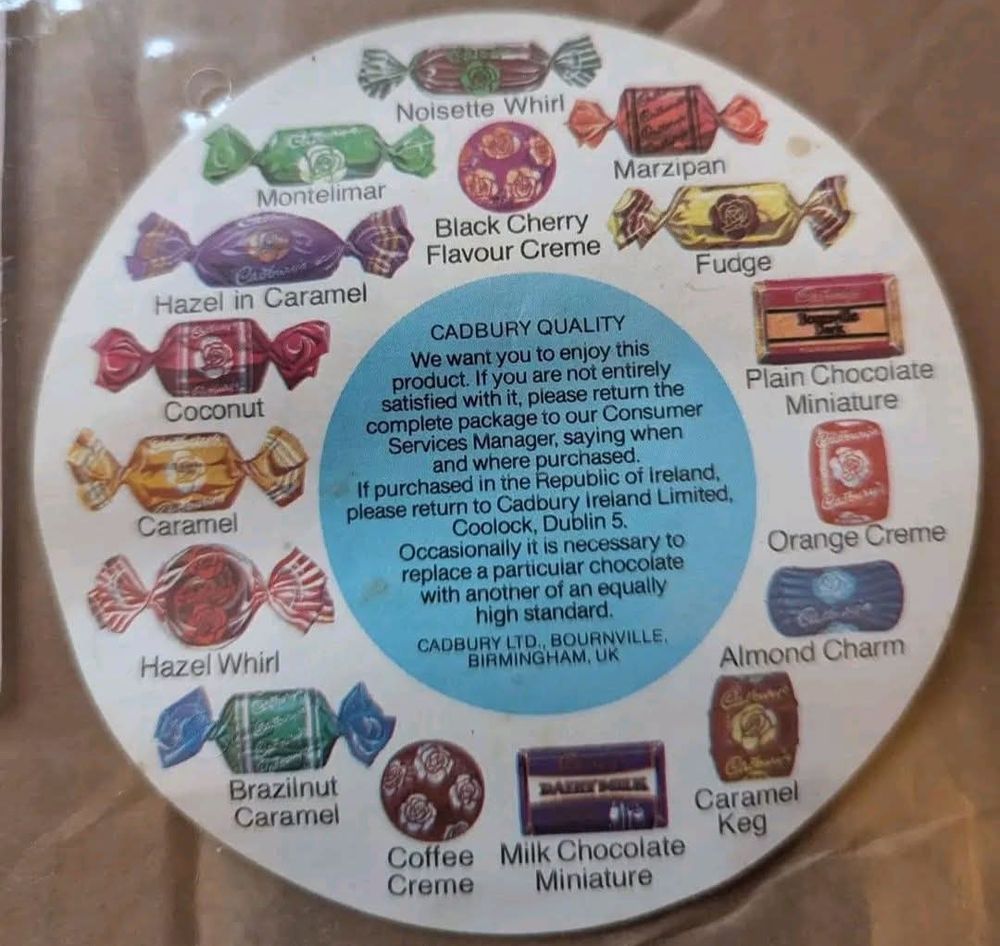 Noisette Whirl
Marzipan
Montelimar
Black Cherry
Flavour Creme
Fudge
Hazel in Caramel
Plain Chocolate
Miniature
Coconut
Caramel
Orange Creme
Hazel Whirl
Almond Charm
Brazilnut
Caramel
Caramel
Keg
Coffee
Creme
Milk Chocolate
Miniature
DAIRY MILK
CADBURY QUALITY
We want you to enjoy this
product. If you are not entirely
satisfied with it, please return the
complete package to our Consumer
Services Manager, saying when
and where purchased.
If purchased in the Republic of Ireland,
please return to Cadbury Ireland Limited,
Coolock, Dublin 5.
Occasionally it is necessary to
replace a particular chocolate
with another of an equally
high standard.
CADBURY LTD., BOURNVILLE,
BIRMINGHAM, UK